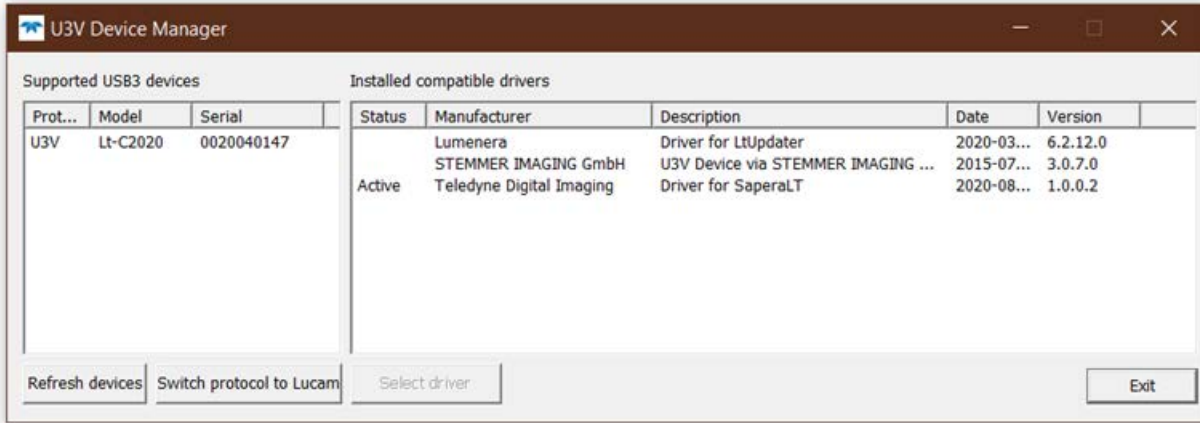 U3V Device Manager
Supported USB3 devices
Prot... Model Serial
U3V Lt-C2020 0020040147
Installed compatible drivers
Status Manufacturer Description Date Version
Lumenera Driver for LtUpdater 2020-03... 6.2.12.0
STEMMER IMAGING GmbH U3V Device via STEMMER IMAGING ... 2015-07... 3.0.7.0
Active Teledyne Digital Imaging Driver for SaperaLT 2020-08... 1.0.0.2
Refresh devices Switch protocol to Lucam Select driver Exit